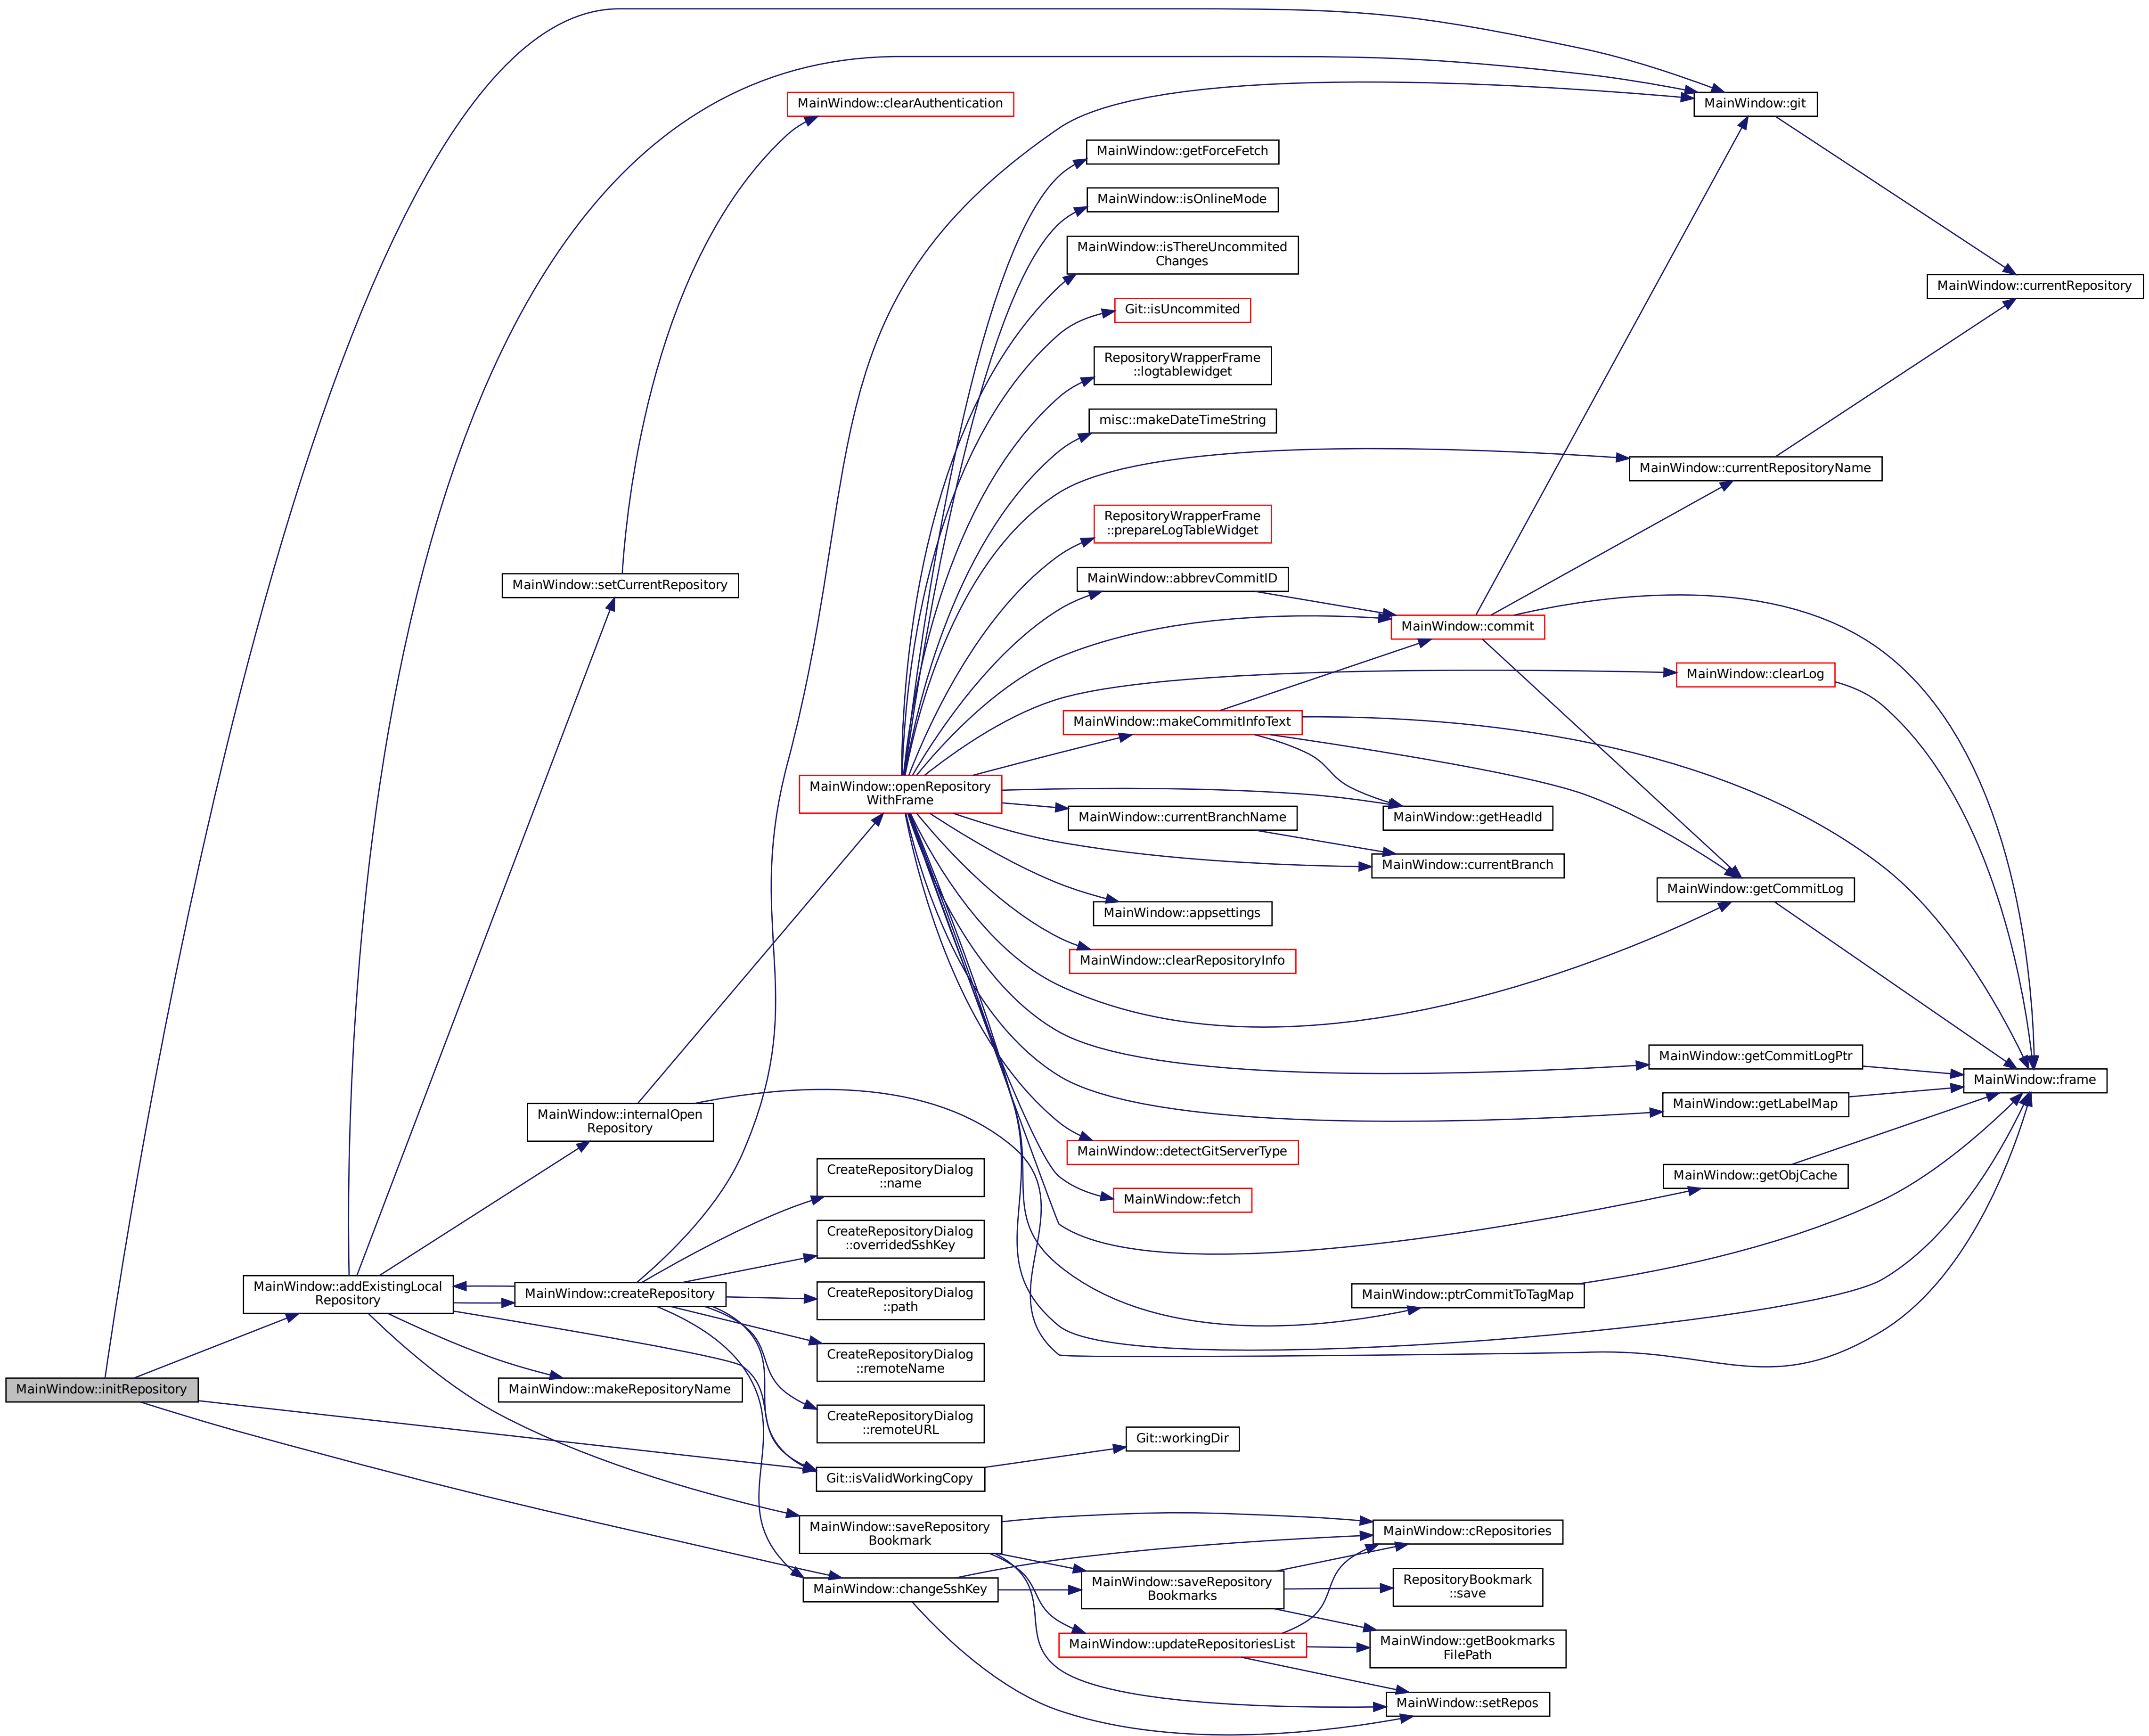 MainWindow::initRepository
MainWindow::addExistingLocal
Repository
MainWindow::setCurrentRepository
MainWindow::internalOpen
Repository
MainWindow::createRepository
MainWindow::makeRepositoryName
MainWindow::clearAuthentication
MainWindow::openRepository
WithFrame
CreateRepositoryDialog
::name
CreateRepositoryDialog
::overridedSshKey
CreateRepositoryDialog
::path
CreateRepositoryDialog
::remoteName
CreateRepositoryDialog
::remoteURL
Git::isValidWorkingCopy
MainWindow::saveRepository
Bookmark
MainWindow::changeSshKey
MainWindow::getForceFetch
MainWindow::isOnlineMode
MainWindow::isThereUncommited
Changes
Git::isUncommited
RepositoryWrapperFrame
::logtablewidget
misc::makeDateTimeString
RepositoryWrapperFrame
::prepareLogTableWidget
MainWindow::abbrevCommitID
MainWindow::makeCommitInfoText
MainWindow::currentBranchName
MainWindow::appsettings
MainWindow::clearRepositoryInfo
MainWindow::detectGitServerType
MainWindow::fetch
Git::workingDir
MainWindow::saveRepository
Bookmarks
MainWindow::updateRepositoriesList
MainWindow::commit
MainWindow::getHeadId
MainWindow::currentBranch
MainWindow::ptrCommitToTagMap
MainWindow::cRepositories
RepositoryBookmark
::save
MainWindow::getBookmarks
FilePath
MainWindow::setRepos
MainWindow::git
MainWindow::currentRepositoryName
MainWindow::clearLog
MainWindow::getCommitLog
MainWindow::getCommitLogPtr
MainWindow::getLabelMap
MainWindow::getObjCache
MainWindow::currentRepository
MainWindow::frame